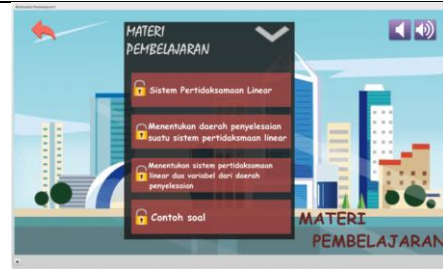 MATERI
PEMBELAJARAN
Sistem Pertidaksamaan Linear
Menentukan daerah penyelesaian
suatu sistem pertidaksmaan linear
Menentukan sistem pertidaksamaan
linear dua variabel dari daerah
penyelesaian
Contoh soal
MATERI
PEMBELAJARAN